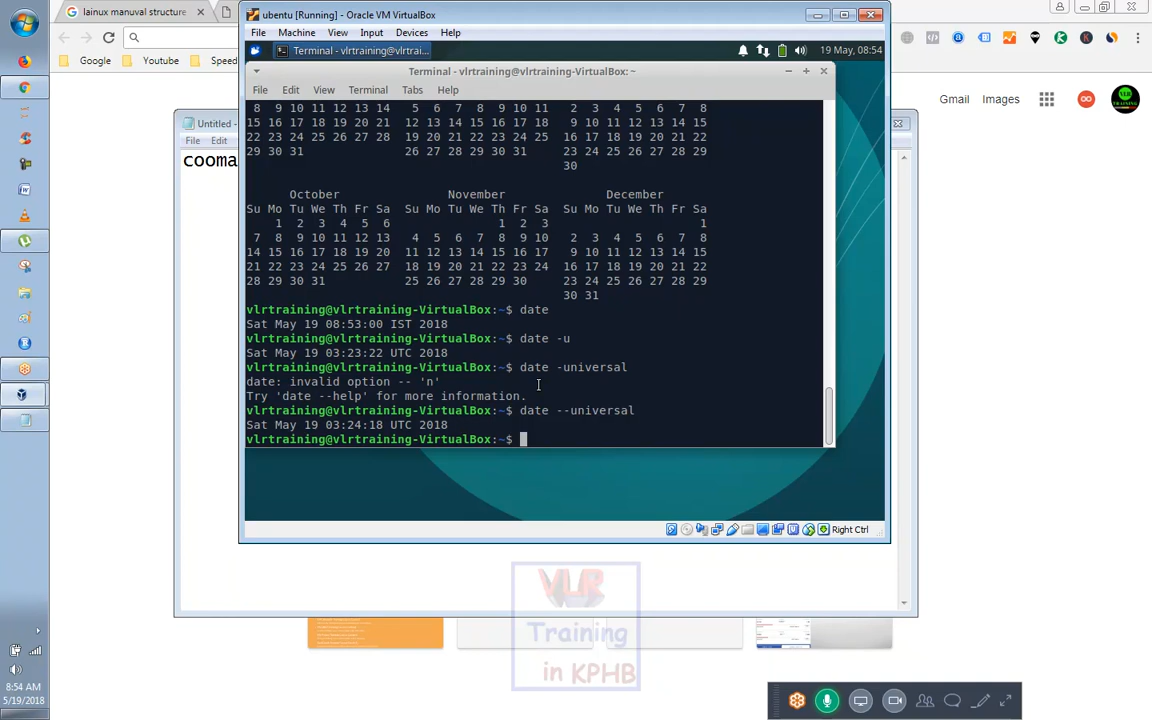 lainux manuval structure
ubentu [Running] - Oracle VM VirtualBox
File Machine View Input Devices Help
Terminal - vlrtraining@vlrtrai...
19 May, 08:54
Google Youtube Speed
Terminal - vlrtraining@vlrtraining-VirtualBox: ~
File Edit View Terminal Tabs Help
Gmail Images
Untitled -
File Edit
cooma
8 9 10 11 12 13 14 5 6 7 8 9 10 11 2 3 4 5 6 7 8
15 16 17 18 19 20 21 12 13 14 15 16 17 18 9 10 11 12 13 14 15
22 23 24 25 26 27 28 19 20 21 22 23 24 25 16 17 18 19 20 21 22
29 30 31 26 27 28 29 30 31 23 24 25 26 27 28 29
30
October November December
Su Mo Tu We Th Fr Sa Su Mo Tu We Th Fr Sa Su Mo Tu We Th Fr Sa
1 2 3 4 5 6 1 2 3 1
7 8 9 10 11 12 13 4 5 6 7 8 9 10 2 3 4 5 6 7 8
14 15 16 17 18 19 20 11 12 13 14 15 16 17 9 10 11 12 13 14 15
21 22 23 24 25 26 27 18 19 20 21 22 23 24 16 17 18 19 20 21 22
28 29 30 31 25 26 27 28 29 30 23 24 25 26 27 28 29
30 31
vlrtraining@vlrtraining-VirtualBox:~$ date
Sat May 19 08:53:00 IST 2018
vlrtraining@vlrtraining-VirtualBox:~$ date -u
Sat May 19 03:23:22 UTC 2018
vlrtraining@vlrtraining-VirtualBox:~$ date -universal
date: invalid option -- 'n'
Try 'date --help' for more information.
vlrtraining@vlrtraining-VirtualBox:~$ date --universal
Sat May 19 03:24:18 UTC 2018
vlrtraining@vlrtraining-VirtualBox:~$
Right Ctrl
VLR
Training
in KPHB
8:54 AM
5/19/2018